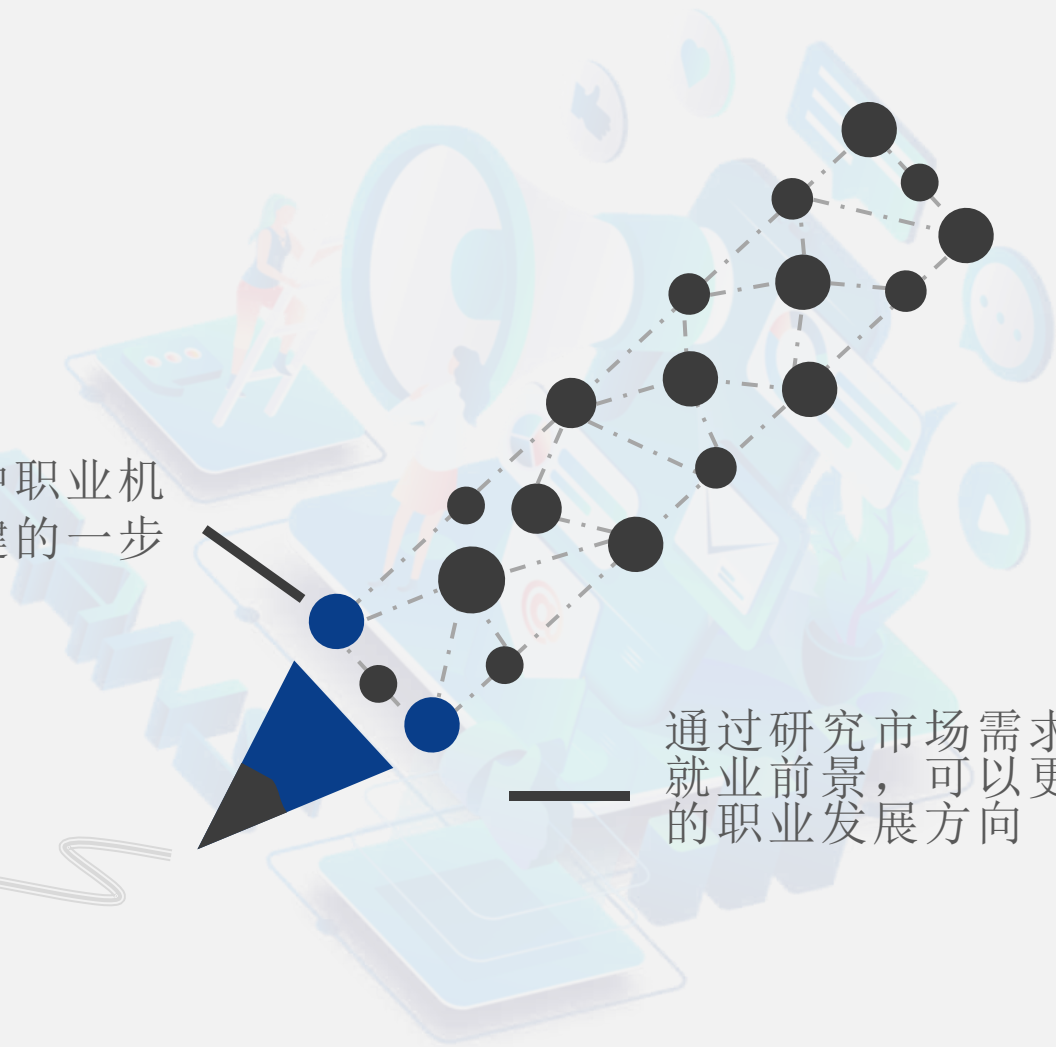 职业机
的一步
通过研究市场需求
就业前景，可以更
的职业发展方向